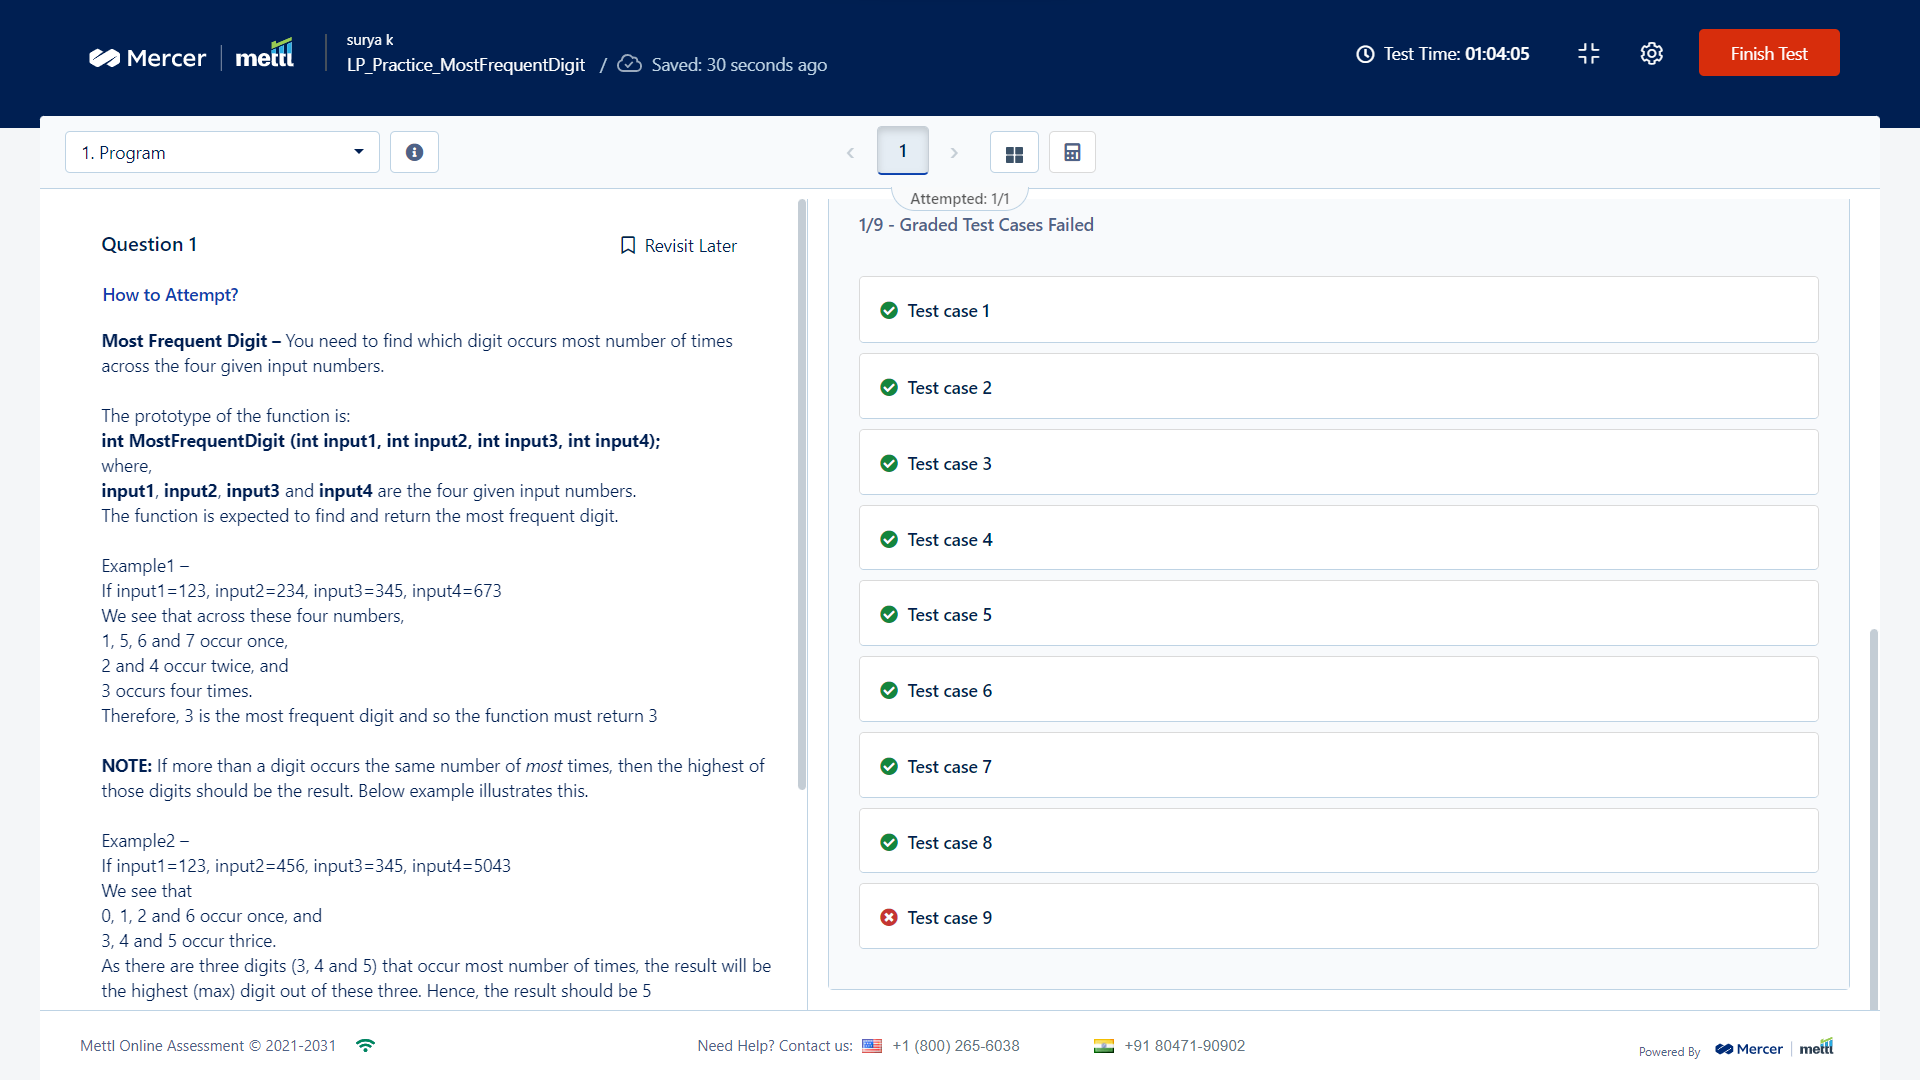 Mercer | mettl
surya k
LP_Practice_MostFrequentDigit / Saved: 30 seconds ago
Test Time: 01:04:05
Finish Test
1. Program
1
Attempted: 1/1
Question 1
Revisit Later
How to Attempt?
Most Frequent Digit – You need to find which digit occurs most number of times
across the four given input numbers.
The prototype of the function is:
int MostFrequentDigit (int input1, int input2, int input3, int input4);
where,
input1, input2, input3 and input4 are the four given input numbers.
The function is expected to find and return the most frequent digit.
Example1 –
If input1=123, input2=234, input3=345, input4=673
We see that across these four numbers,
1, 5, 6 and 7 occur once,
2 and 4 occur twice, and
3 occurs four times.
Therefore, 3 is the most frequent digit and so the function must return 3
NOTE: If more than a digit occurs the same number of most times, then the highest of
those digits should be the result. Below example illustrates this.
Example2 –
If input1=123, input2=456, input3=345, input4=5043
We see that
0, 1, 2 and 6 occur once, and
3, 4 and 5 occur thrice.
As there are three digits (3, 4 and 5) that occur most number of times, the result will be
the highest (max) digit out of these three. Hence, the result should be 5
1/9 - Graded Test Cases Failed
Test case 1
Test case 2
Test case 3
Test case 4
Test case 5
Test case 6
Test case 7
Test case 8
Test case 9
Mettl Online Assessment © 2021-2031
Need Help? Contact us: +1 (800) 265-6038
+91 80471-90902
Powered By Mercer | mettl